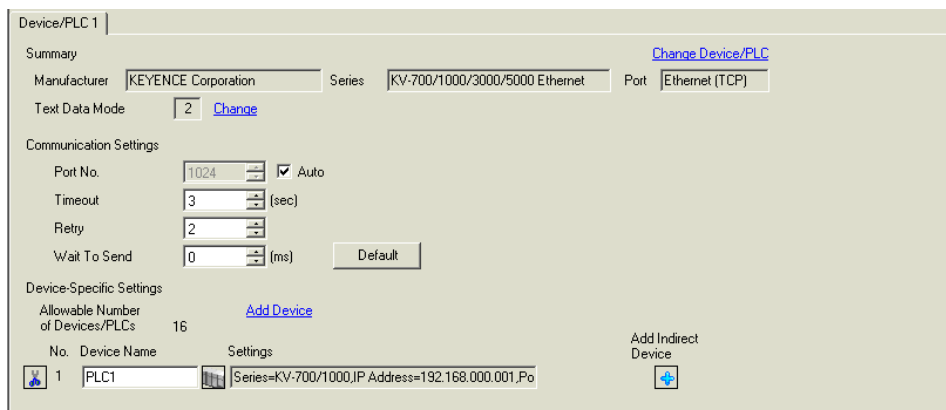 Device/PLC 1
Summary Change Device/PLC
Manufacturer KEYENCE Corporation Series KV-700/1000/3000/5000 Ethernet Port Ethernet (TCP)
Text Data Mode 2 Change
Communication Settings
Port No. 1024 Auto
Timeout 3 (sec)
Retry 2
Wait To Send 0 (ms) Default
Device-Specific Settings
Allowable Number Add Device
of Devices/PLCs 16
Add Indirect
No. Device Name Settings Device
1 PLC1 Series=KV-700/1000,IP Address=192.168.000.001,Po